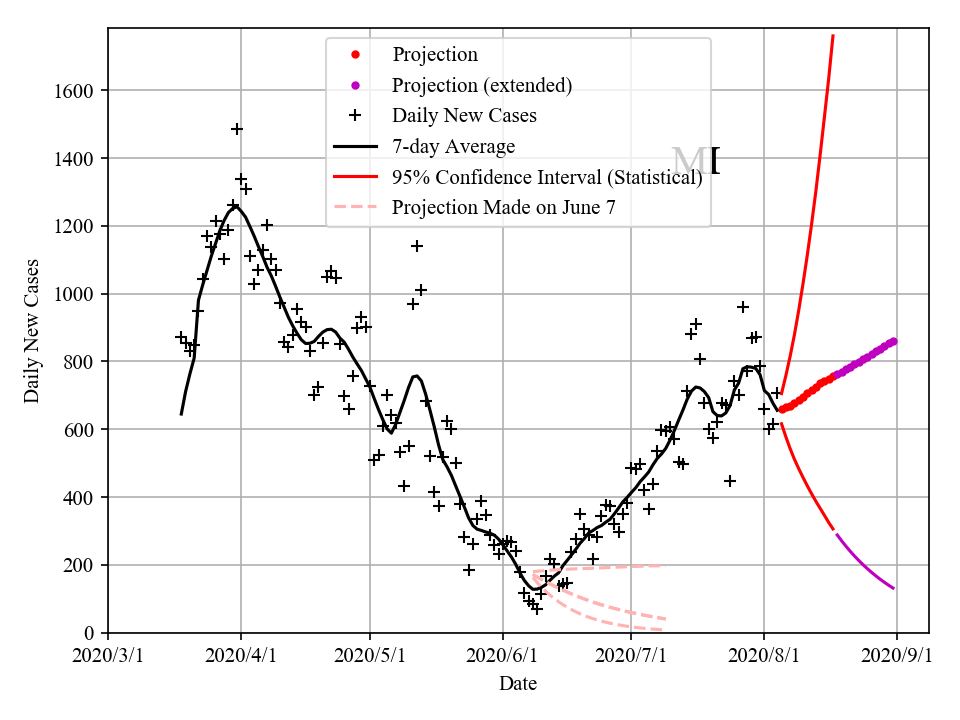 Projection
Projection (extended)
Daily New Cases
7-day Average
MI
95% Confidence Interval (Statistical)
Projection Made on June 7
Daily New Cases
1600
1400
1200
1000
800
600
400
200
0
2020/3/1 2020/4/1 2020/5/1 2020/6/1 2020/7/1 2020/8/1 2020/9/1
Date